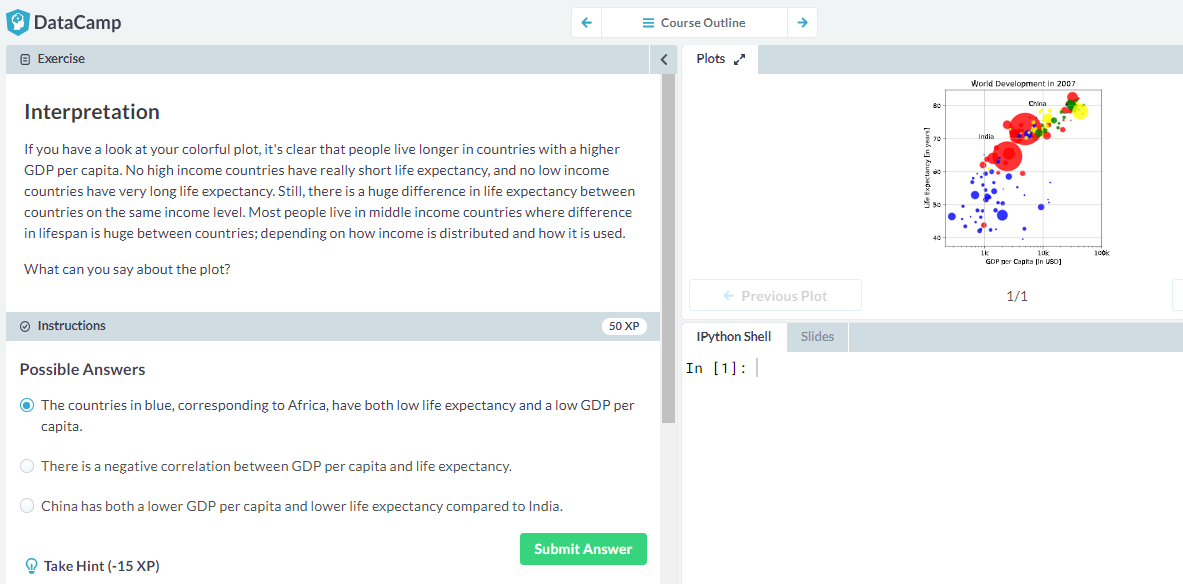 DataCamp
Course Outline
Exercise
Interpretation
If you have a look at your colorful plot, it's clear that people live longer in countries with a higher
GDP per capita. No high income countries have really short life expectancy, and no low income
countries have very long life expectancy. Still, there is a huge difference in life expectancy between
countries on the same income level. Most people live in middle income countries where difference
in lifespan is huge between countries; depending on how income is distributed and how it is used.
What can you say about the plot?
Instructions
50 XP
Possible Answers
The countries in blue, corresponding to Africa, have both low life expectancy and a low GDP per
capita.
There is a negative correlation between GDP per capita and life expectancy.
China has both a lower GDP per capita and lower life expectancy compared to India.
Submit Answer
Take Hint (-15 XP)
Plots
World Development in 2007
China
India
Life Expectancy [in years]
80
70
60
50
40
1k
10k
100k
GDP per Capita [in USD]
Previous Plot
1/1
IPython Shell
Slides
In [1]: